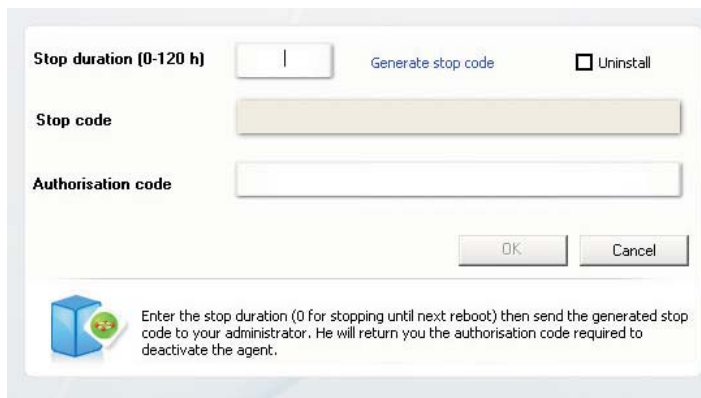 Stop duration (0-120 h) Generate stop code Uninstall
Stop code
Authorisation code
OK Cancel
Enter the stop duration (0 for stopping until next reboot) then send the generated stop
code to your administrator. He will return you the authorisation code required to
deactivate the agent.